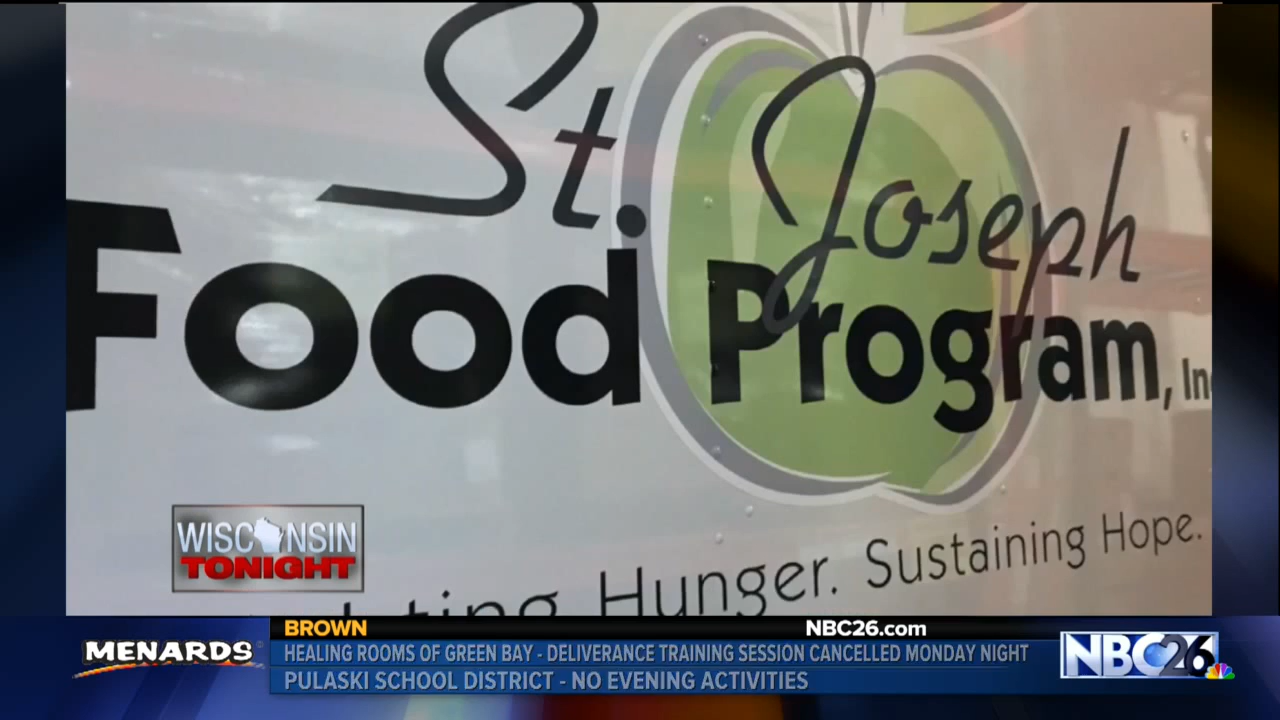 St. Joseph
Food Program, Inc
Hunger. Sustaining Hope.
WISCONSIN
TONIGHT
BROWN
NBC26.com
MENARDS
HEALING ROOMS OF GREEN BAY - DELIVERANCE TRAINING SESSION CANCELLED MONDAY NIGHT
PULASKI SCHOOL DISTRICT - NO EVENING ACTIVITIES
NBC26